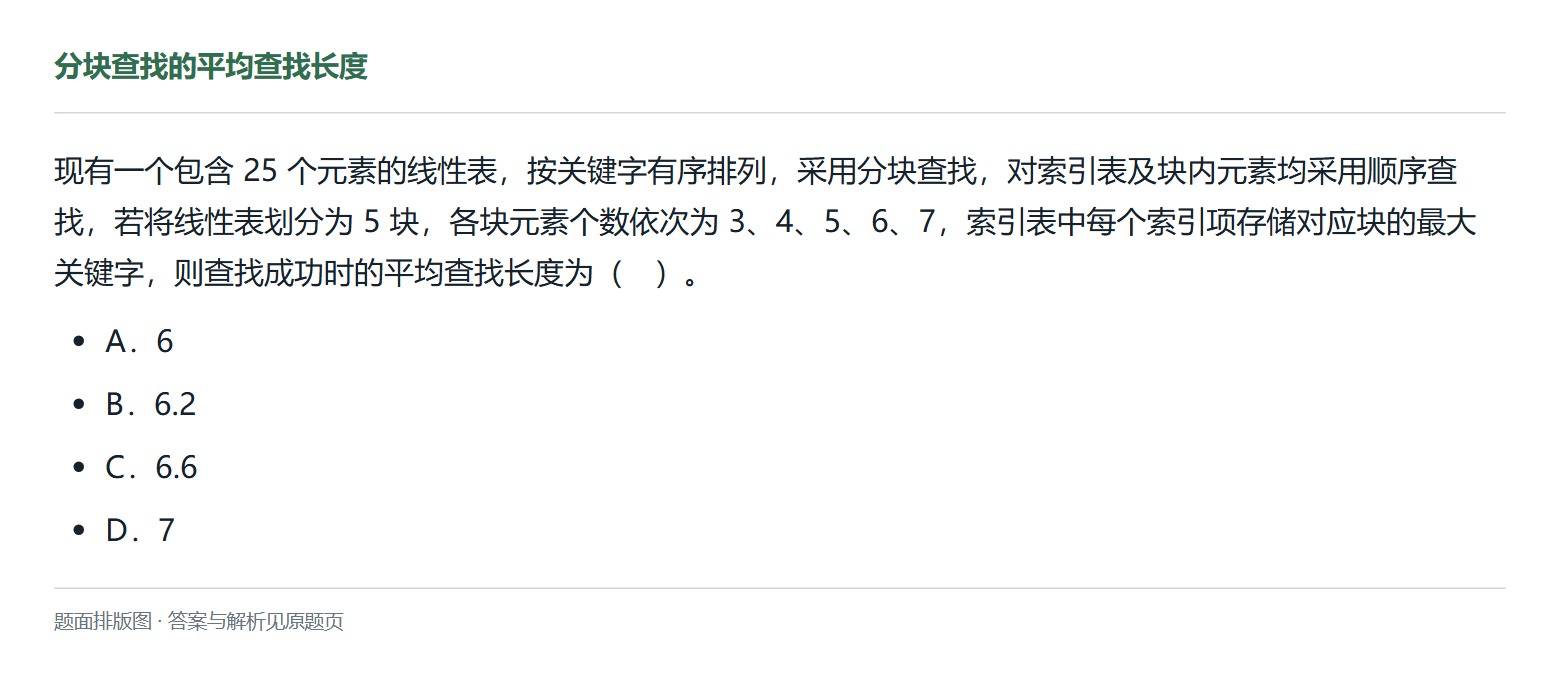 分块查找的平均查找长度
现有一个包含 25 个元素的线性表，按关键字有序排列，采用分块查找，对索引表及块内元素均采用顺序查
找，若将线性表划分为 5 块，各块元素个数依次为 3、4、5、6、7，索引表中每个索引项存储对应块的最大
关键字，则查找成功时的平均查找长度为（　）。
• A．6
• B．6.2
• C．6.6
• D．7
题面排版图 · 答案与解析见原题页